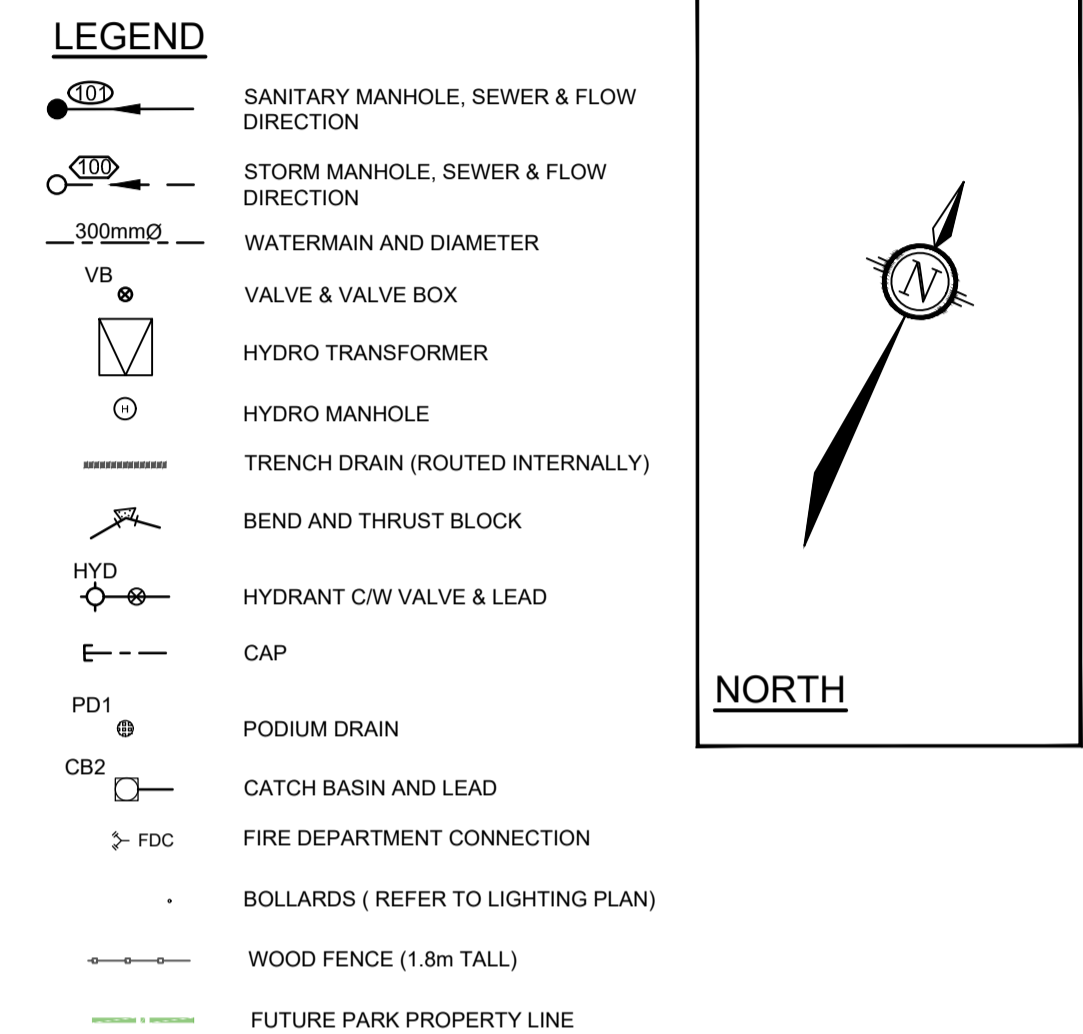 LEGEND
101
SANITARY MANHOLE, SEWER & FLOW
DIRECTION
100
STORM MANHOLE, SEWER & FLOW
DIRECTION
300mmØ
WATERMAIN AND DIAMETER
VB
VALVE & VALVE BOX
HYDRO TRANSFORMER
H
HYDRO MANHOLE
TRENCH DRAIN (ROUTED INTERNALLY)
BEND AND THRUST BLOCK
HYD
HYDRANT C/W VALVE & LEAD
CAP
PD1
PODIUM DRAIN
CB2
CATCH BASIN AND LEAD
FDC
FIRE DEPARTMENT CONNECTION
BOLLARDS ( REFER TO LIGHTING PLAN)
WOOD FENCE (1.8m TALL)
FUTURE PARK PROPERTY LINE
N
NORTH